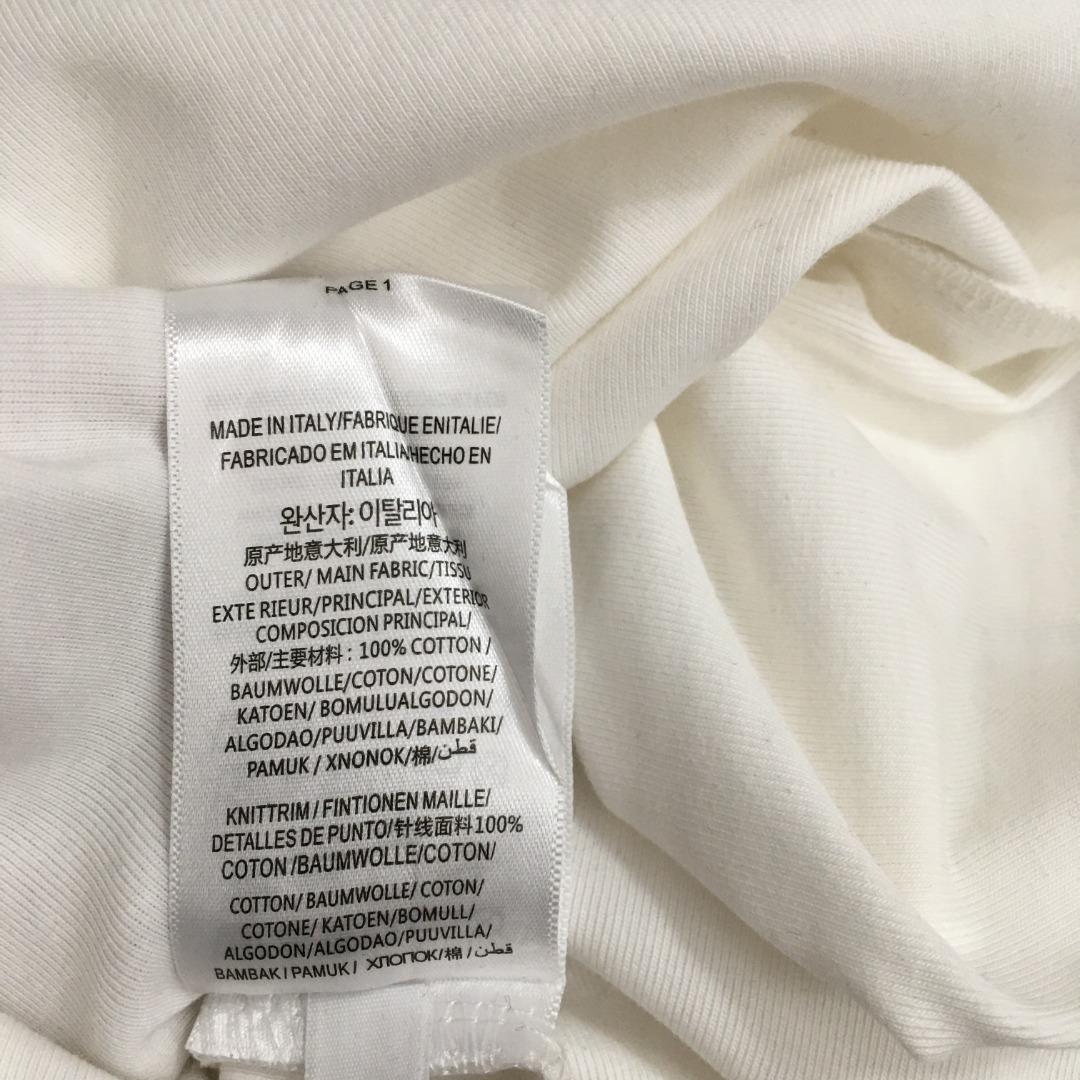 PAGE 1
MADE IN ITALY/FABRIQUE ENITALIE/
FABRICADO EM ITALIA/HECHO EN
ITALIA
완산자: 이탈리아
原产地意大利/原产地意大利
OUTER/ MAIN FABRIC/TISSU
EXTE RIEUR/PRINCIPAL/EXTERIOR
COMPOSICION PRINCIPAL/
外部/主要材料 : 100% COTTON /
BAUMWOLLE/COTON/COTONE/
KATOEN/ BOMULUALGODON/
ALGODAO/PUUVILLA/BAMBAKI/
PAMUK / XNONOK/棉/قطن
KNITTRIM / FINTIONEN MAILLE/
DETALLES DE PUNTO/针线面料100%
COTON /BAUMWOLLE/COTON/
COTTON/ BAUMWOLLE/ COTON/
COTONE/ KATOEN/BOMULL/
ALGODON/ALGODAO/PUUVILLA/
BAMBAK I PAMUK / ХЛОПОК/棉 / قطن